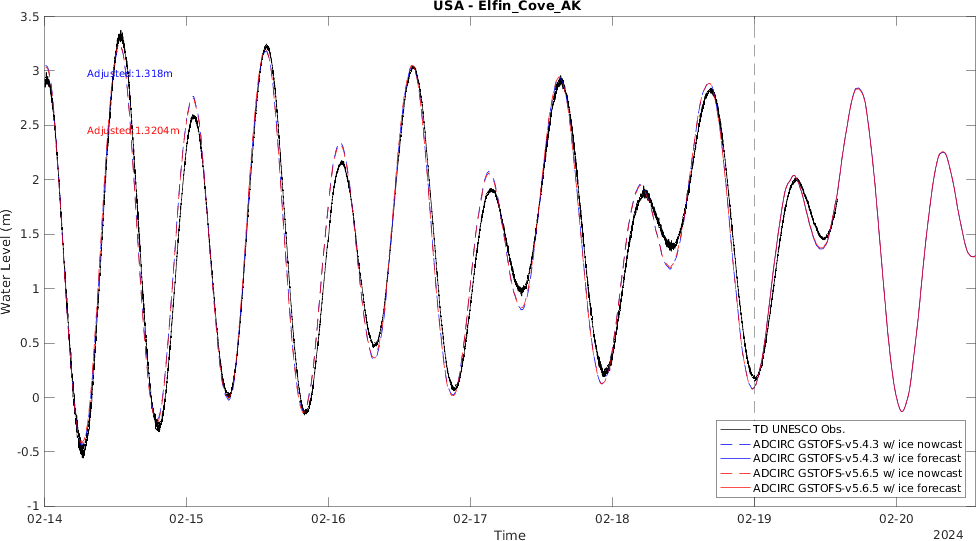 USA - Elfin_Cove_AK
3.5
3
2.5
2
1.5
1
0.5
0
-0.5
-1
Water Level (m)
Adjusted:1.318m
Adjusted:1.3204m
TD UNESCO Obs.
ADCIRC GSTOFS-v5.4.3 w/ ice nowcast
ADCIRC GSTOFS-v5.4.3 w/ ice forecast
ADCIRC GSTOFS-v5.6.5 w/ ice nowcast
ADCIRC GSTOFS-v5.6.5 w/ ice forecast
02-14 02-15 02-16 02-17 02-18 02-19 02-20
Time
2024